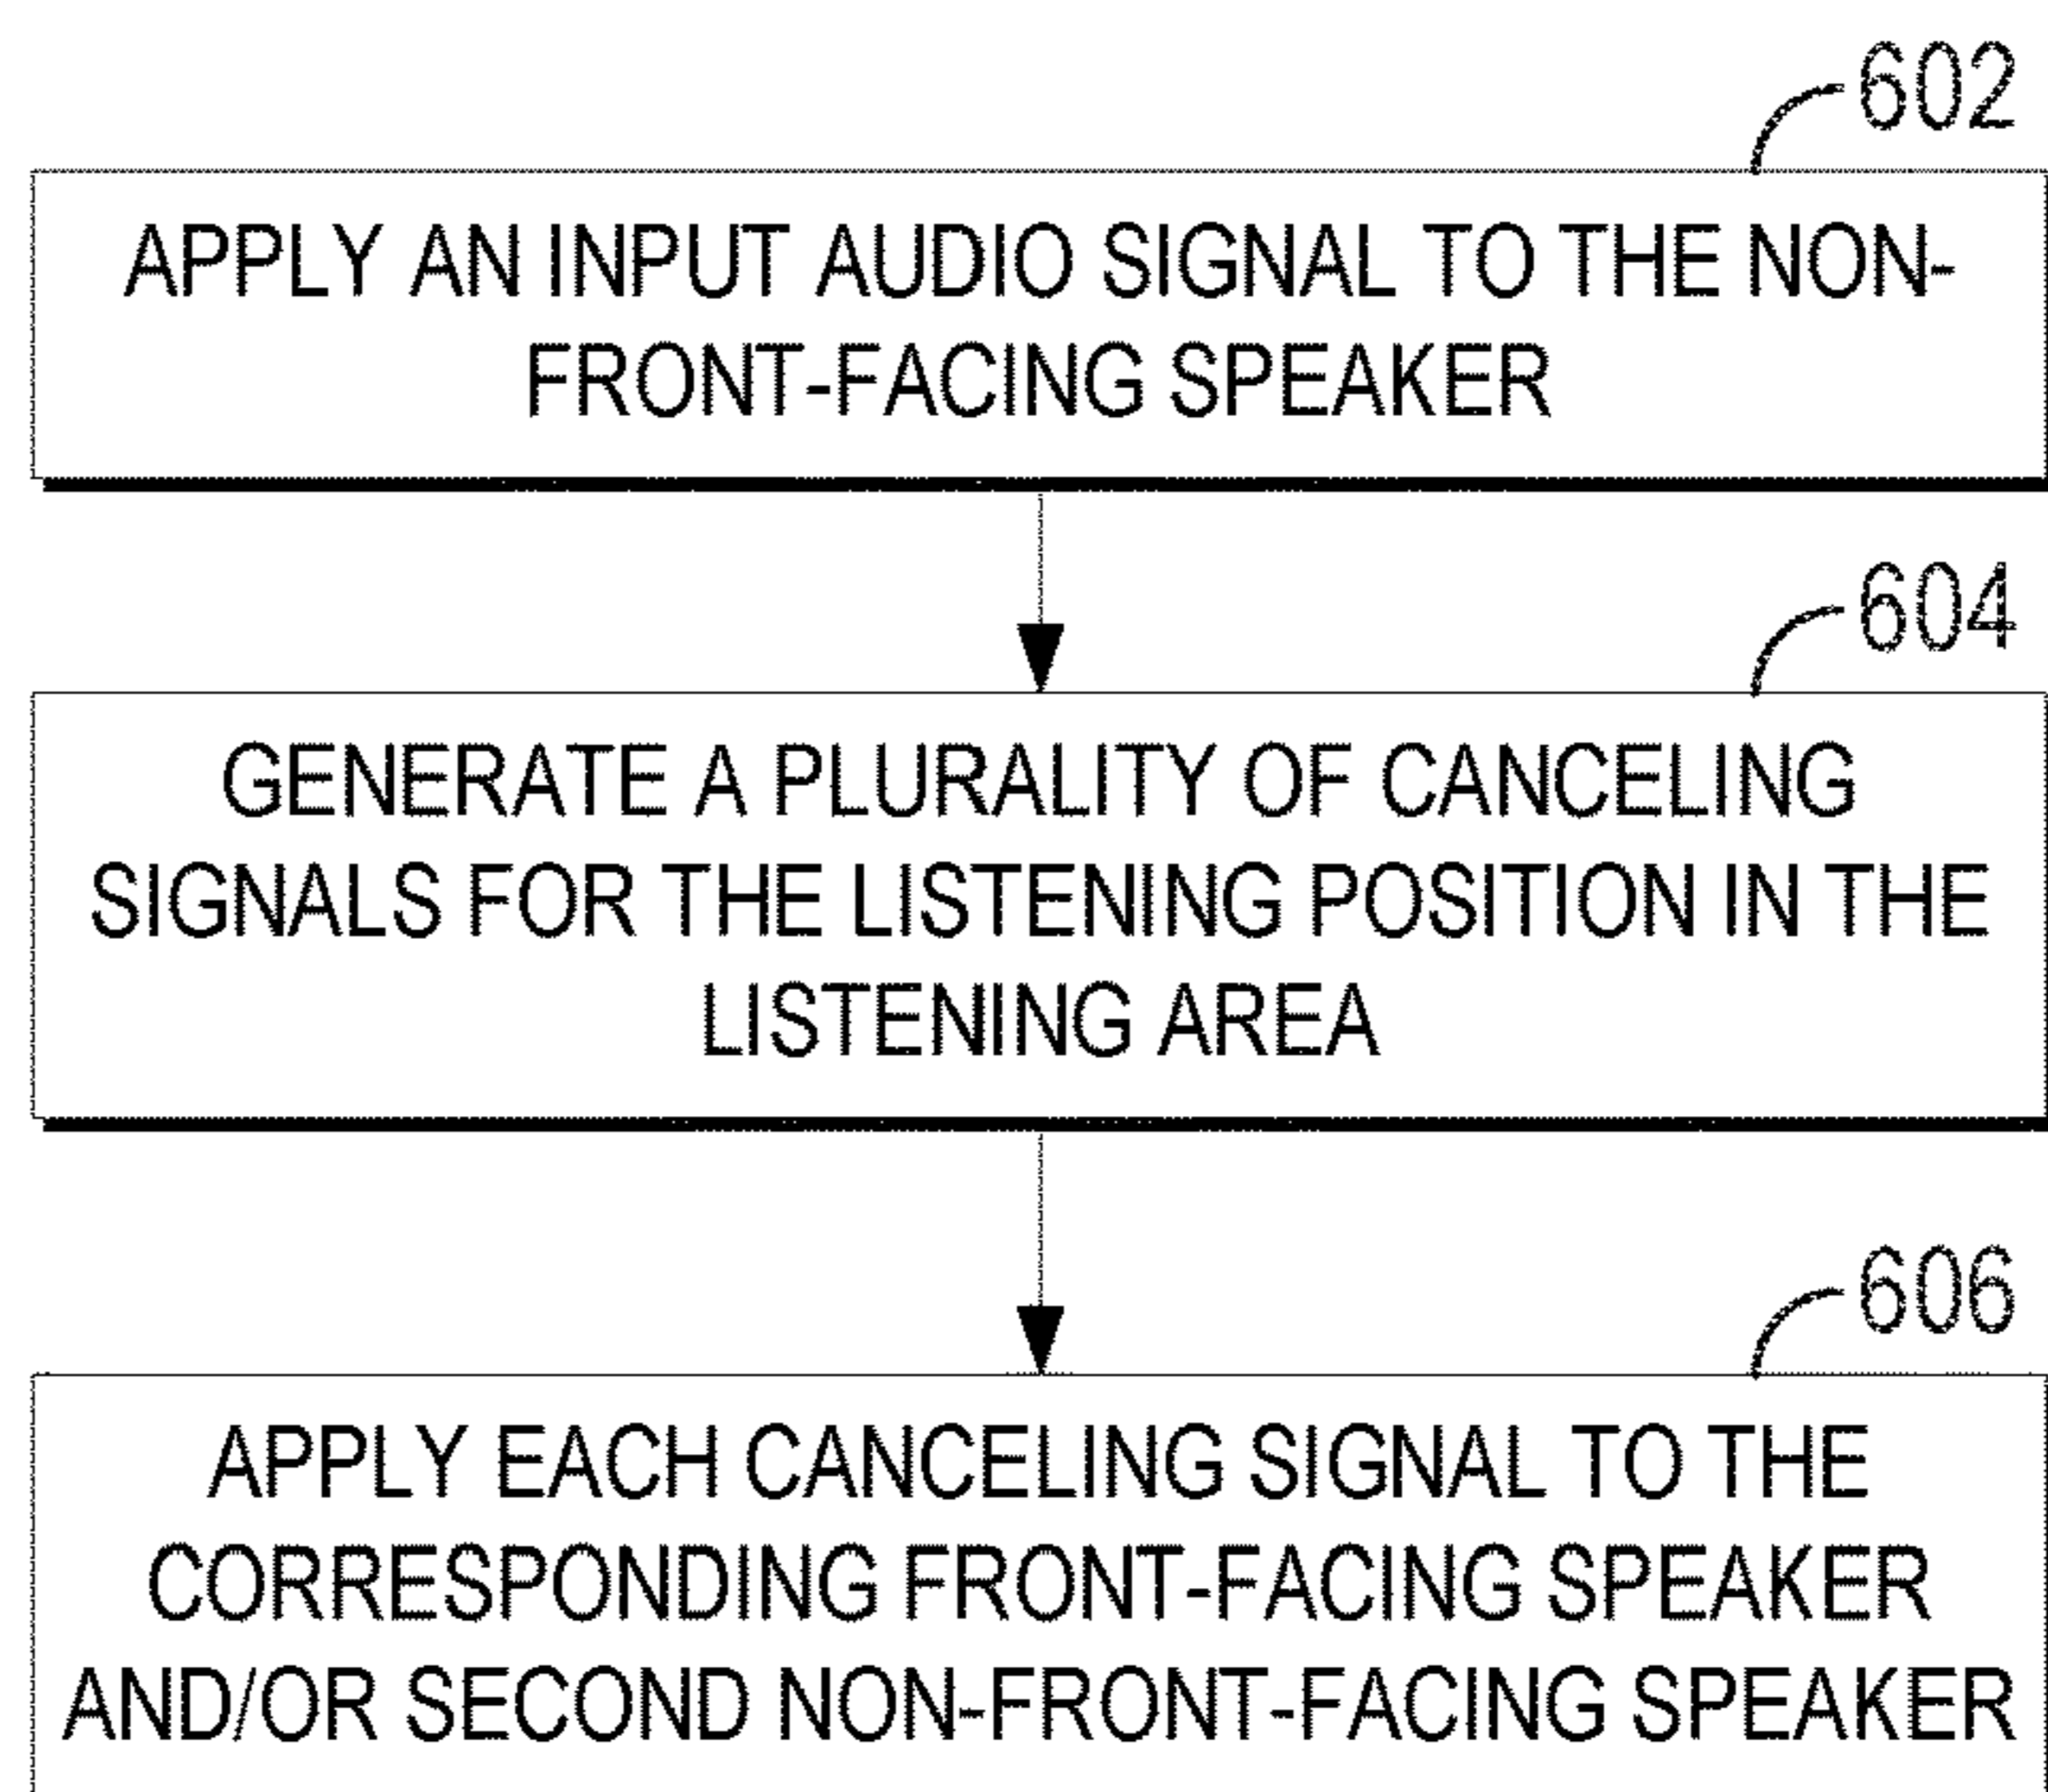 602
APPLY AN INPUT AUDIO SIGNAL TO THE NON-
FRONT-FACING SPEAKER
604
GENERATE A PLURALITY OF CANCELING
SIGNALS FOR THE LISTENING POSITION IN THE
LISTENING AREA
606
APPLY EACH CANCELING SIGNAL TO THE
CORRESPONDING FRONT-FACING SPEAKER
AND/OR SECOND NON-FRONT-FACING SPEAKER